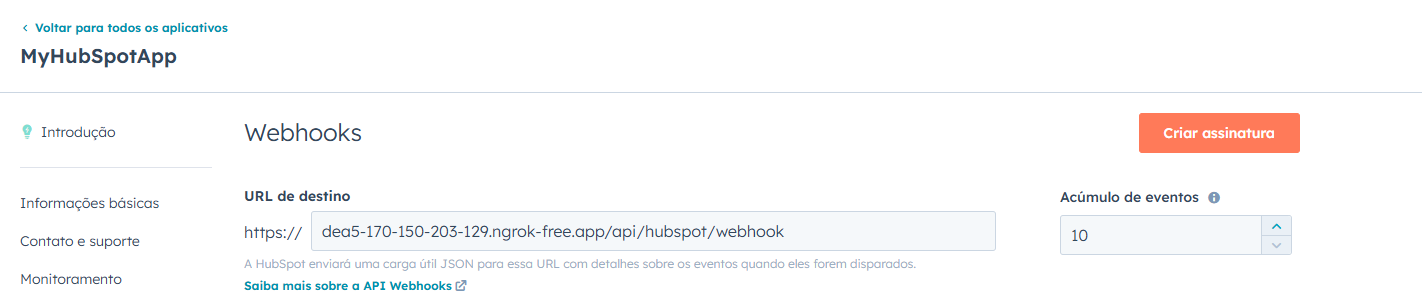 Voltar para todos os aplicativos
MyHubSpotApp
Introdução
Webhooks
Criar assinatura
Informações básicas
Contato e suporte
Monitoramento
URL de destino
https:// dea5-170-150-203-129.ngrok-free.app/api/hubspot/webhook
A HubSpot enviará uma carga útil JSON para essa URL com detalhes sobre os eventos quando eles forem disparados.
Saiba mais sobre a API Webhooks
Acúmulo de eventos
10